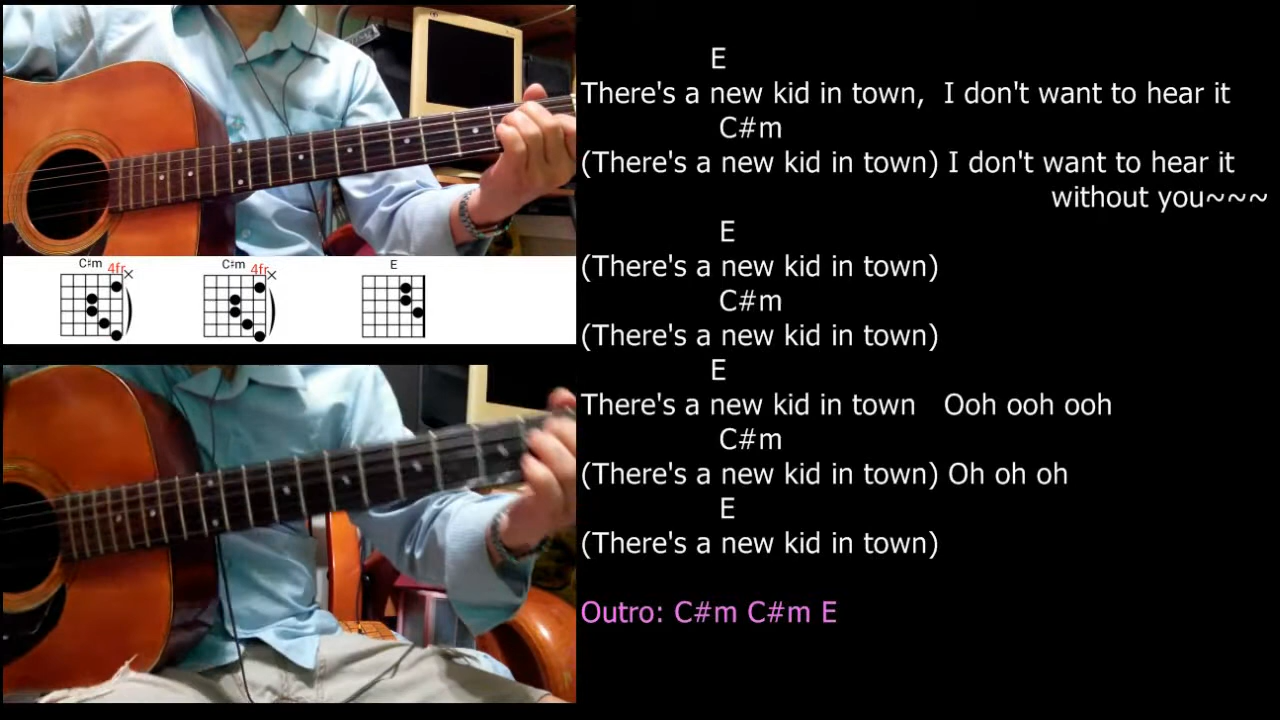 E
There's a new kid in town,  I don't want to hear it
C#m
(There's a new kid in town) I don't want to hear it
without you~~~
E
(There's a new kid in town)
C#m
(There's a new kid in town)
E
There's a new kid in town   Ooh ooh ooh
C#m
(There's a new kid in town) Oh oh oh
E
(There's a new kid in town)
Outro: C#m C#m E
C#m 4fr × C#m 4fr × E